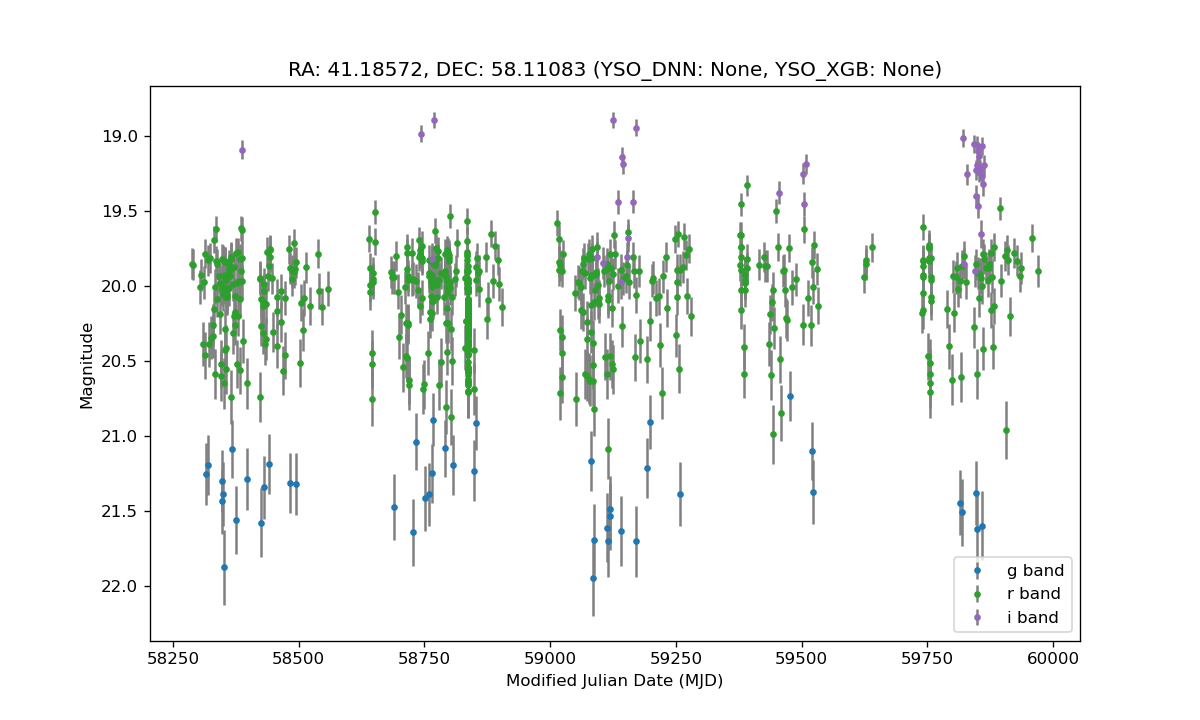 RA: 41.18572, DEC: 58.11083 (YSO_DNN: None, YSO_XGB: None)
19.0
19.5
20.0
20.5
21.0
21.5
22.0
Magnitude
g band
r band
i band
58250 58500 58750 59000 59250 59500 59750 60000
Modified Julian Date (MJD)